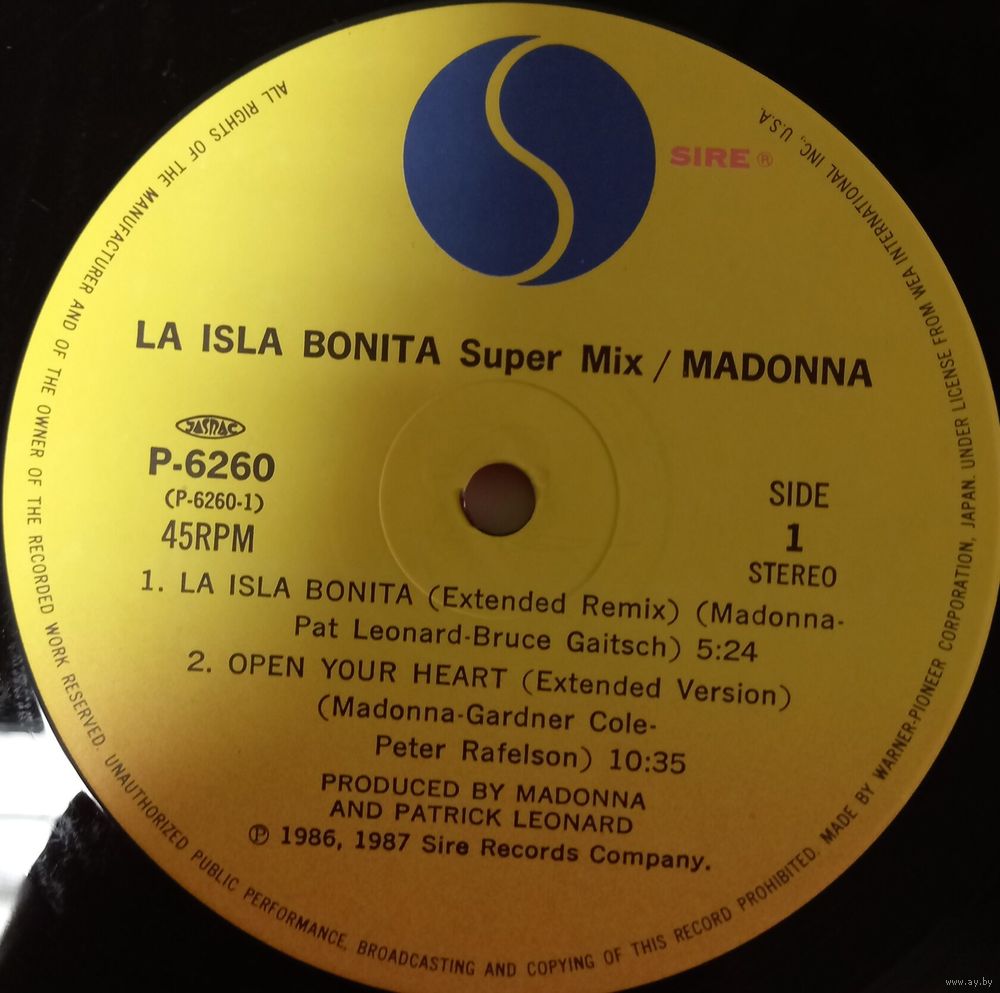 SIRE ®
LA ISLA BONITA Super Mix / MADONNA
JASRAC
P-6260
(P-6260-1)
45RPM
SIDE
1
STEREO
1. LA ISLA BONITA (Extended Remix) (Madonna-
Pat Leonard-Bruce Gaitsch) 5:24
2. OPEN YOUR HEART (Extended Version)
(Madonna-Gardner Cole-
Peter Rafelson) 10:35
PRODUCED BY MADONNA
AND PATRICK LEONARD
℗ 1986, 1987 Sire Records Company.
ALL RIGHTS OF THE MANUFACTURER AND OF THE OWNER OF THE RECORDED WORK RESERVED. UNAUTHORIZED PUBLIC PERFORMANCE, BROADCASTING AND COPYING OF THIS RECORD PROHIBITED. MADE BY WARNER-PIONEER CORPORATION, JAPAN. UNDER LICENSE FROM WEA INTERNATIONAL INC., U.S.A.
www.ay.by